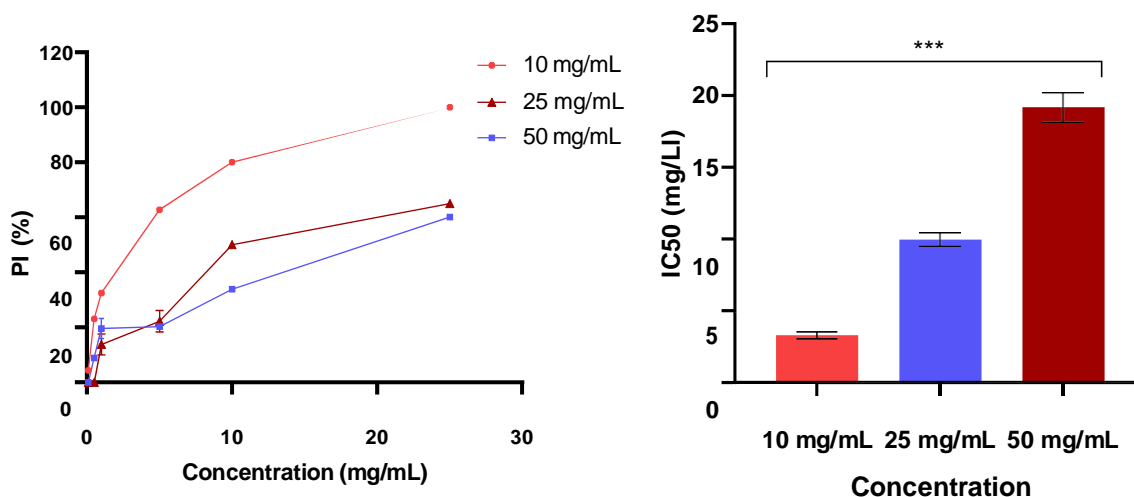 120
100
80
60
40
20
0
PI (%)
0 10 20 30
Concentration (mg/mL)
10 mg/mL
25 mg/mL
50 mg/mL
25
20
15
10
5
0
IC50 (mg/LI)
***
10 mg/mL 25 mg/mL 50 mg/mL
Concentration